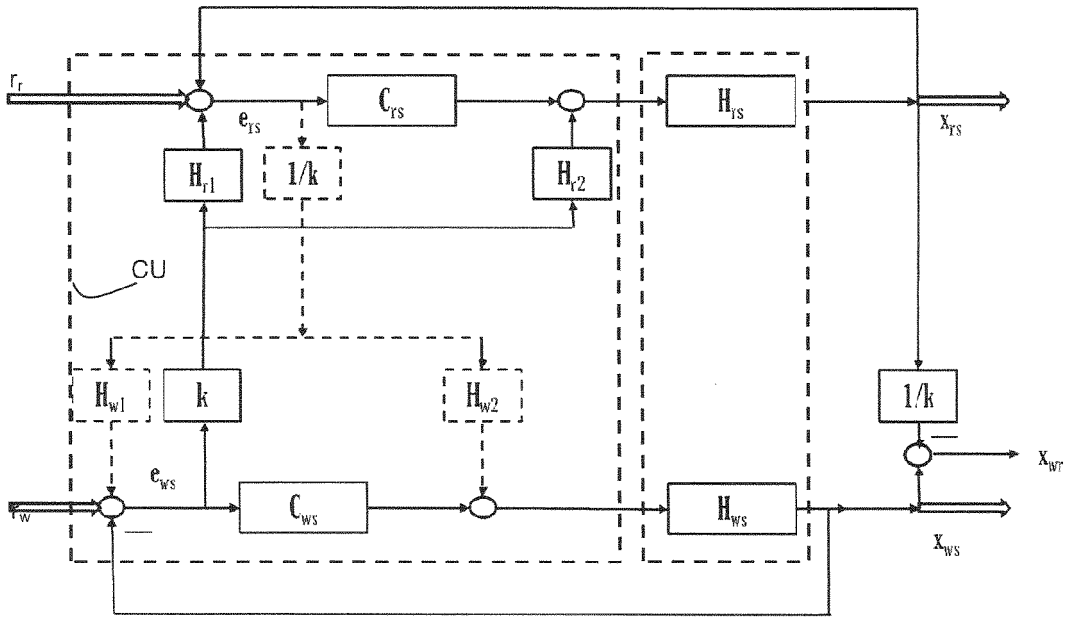 r_r
e_rs
C_rs
H_rs
x_rs
H_r1
1/k
H_r2
CU
H_w1
k
H_w2
1/k
x_wr
e_ws
r_w
C_ws
H_ws
x_ws